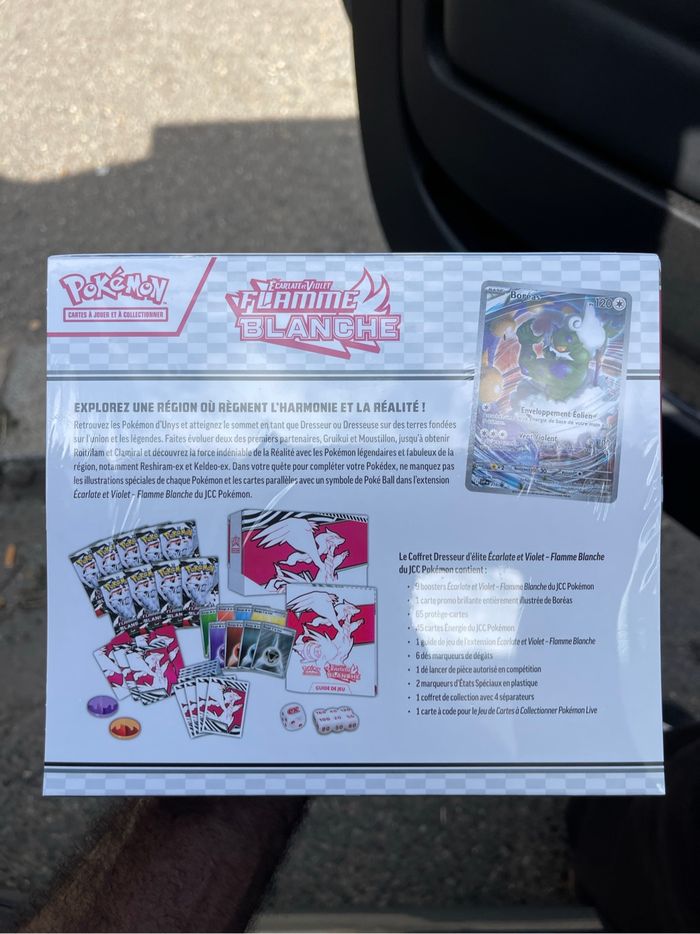 POKÉMON
CARTES À JOUER ET À COLLECTIONNER
ÉCARLATE ET VIOLET
FLAMME
BLANCHE
Boréas
120
Enveloppement Éolien
Vent Violent
EXPLOREZ UNE RÉGION OÙ RÈGNENT L'HARMONIE ET LA RÉALITÉ !
Retrouvez les Pokémon d'Unys et atteignez le sommet en tant que Dresseur ou Dresseuse sur des terres fondées
sur l'union et les légendes. Faites évoluer deux des premiers partenaires, Gruikui et Moustillon, jusqu'à obtenir
Roitiflam et Clamiral et découvrez la force indéniable de la Réalité avec les Pokémon légendaires et fabuleux de la
région, notamment Reshiram-ex et Keldeo-ex. Dans votre quête pour compléter votre Pokédex, ne manquez pas
les illustrations spéciales de chaque Pokémon et les cartes parallèles avec un symbole de Poké Ball dans l'extension
Écarlate et Violet - Flamme Blanche du JCC Pokémon.
GUIDE DE JEU
Le Coffret Dresseur d'élite Écarlate et Violet - Flamme Blanche
du JCC Pokémon contient :
• 9 boosters Écarlate et Violet - Flamme Blanche du JCC Pokémon
• 1 carte promo brillante entièrement illustrée de Boréas
• 65 protège-cartes
• 45 cartes Énergie du JCC Pokémon
• 1 guide de jeu de l'extension Écarlate et Violet - Flamme Blanche
• 6 dés marqueurs de dégâts
• 1 dé lancer de pièce autorisé en compétition
• 2 marqueurs d'États Spéciaux en plastique
• 1 coffret de collection avec 4 séparateurs
• 1 carte à code pour le Jeu de Cartes à Collectionner Pokémon Live